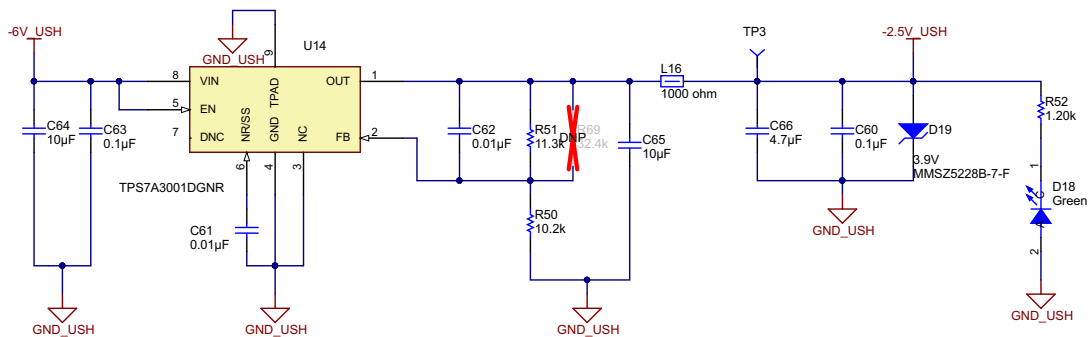 -6V_USH
GND_USH
9
U14
TP3
-2.5V_USH
8
VIN
TPAD
OUT
1
L16
1000 ohm
5
EN
7
DNC
NR/SS
GND
NC
FB
2
6
4
3
C64
10µF
C63
0.1µF
TPS7A3001DGNR
C61
0.01µF
C62
0.01µF
R51
11.3k
DNP
R69
52.4k
C65
10µF
R50
10.2k
C66
4.7µF
C60
0.1µF
D19
3.9V
MMSZ5228B-7-F
R52
1.20k
1
C
D18
Green
A
2
GND_USH
GND_USH
GND_USH
GND_USH
GND_USH